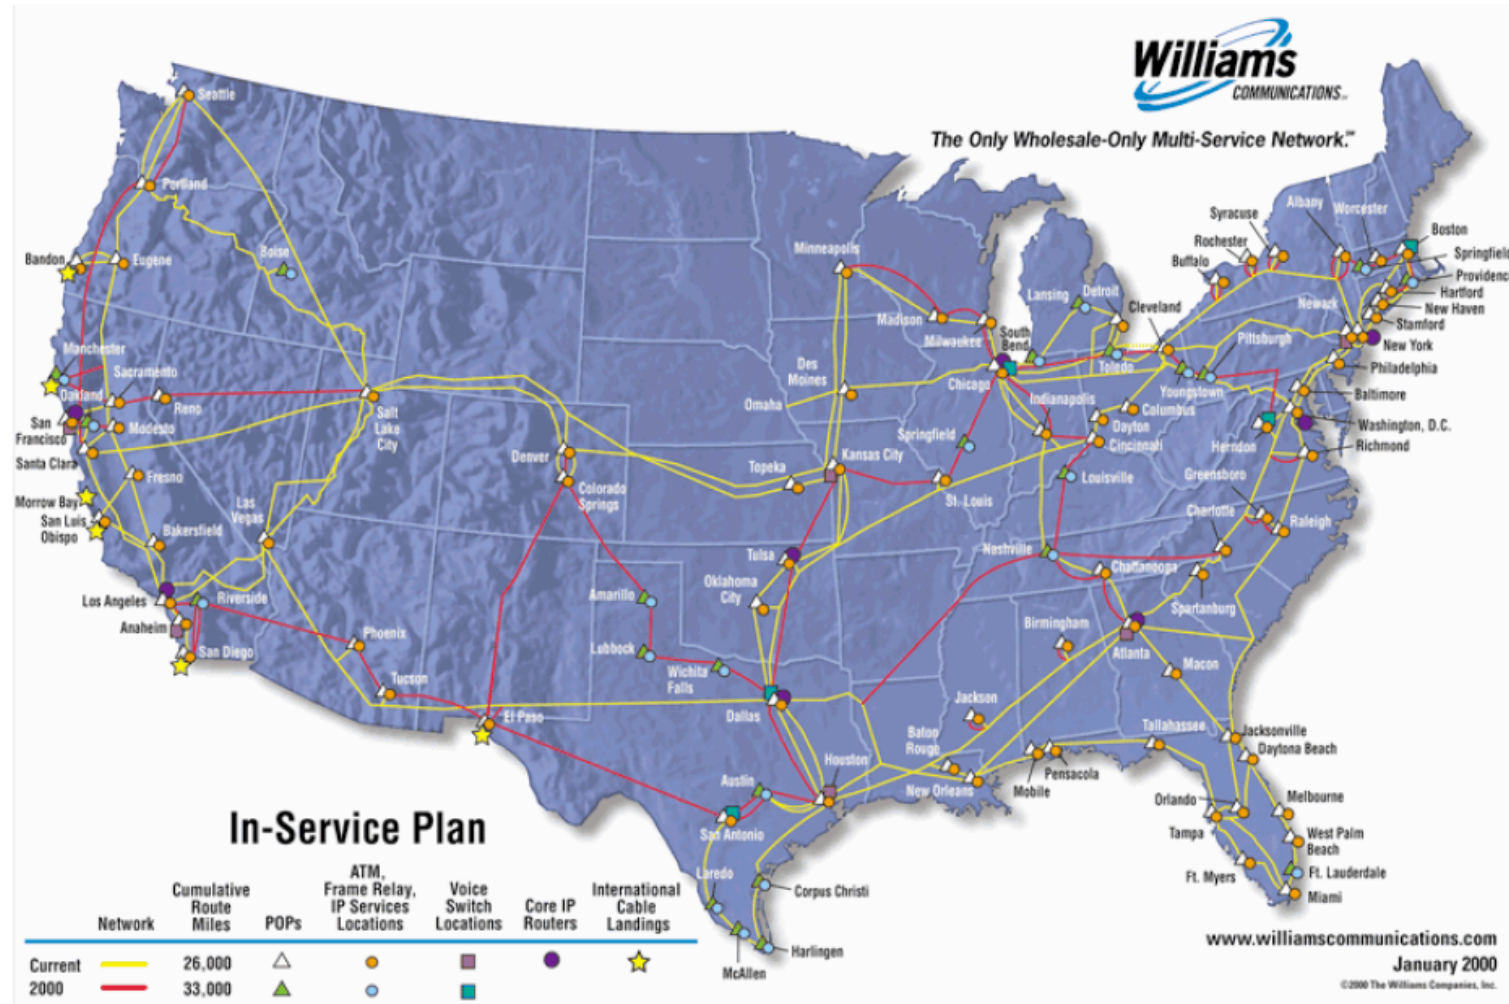 Williams
COMMUNICATIONS
The Only Wholesale-Only Multi-Service Network.℠
Seattle
Portland
Bandon
Eugene
Boise
Manchester
Sacramento
Oakland
Reno
San
Francisco
Modesto
Santa Clara
Fresno
Morrow Bay
San Luis
Obispo
Bakersfield
Las
Vegas
Los Angeles
Riverside
Anaheim
San Diego
Salt
Lake
City
Phoenix
Tucson
El Paso
Denver
Colorado
Springs
Amarillo
Lubbock
Wichita
Falls
Dallas
Austin
San Antonio
Houston
Laredo
Corpus Christi
McAllen
Harlingen
Minneapolis
Des
Moines
Omaha
Topeka
Kansas City
Tulsa
Oklahoma
City
Madison
Milwaukee
Chicago
South
Bend
Lansing
Detroit
Toledo
Cleveland
Springfield
St. Louis
Indianapolis
Columbus
Dayton
Cincinnati
Louisville
Nashville
Chattanooga
Birmingham
Atlanta
Macon
Spartanburg
Charlotte
Greensboro
Raleigh
Jackson
Baton
Rouge
New Orleans
Mobile
Pensacola
Tallahassee
Jacksonville
Daytona Beach
Orlando
Tampa
Melbourne
West Palm
Beach
Ft. Myers
Ft. Lauderdale
Miami
Youngstown
Pittsburgh
Buffalo
Rochester
Syracuse
Albany
Worcester
Boston
Springfield
Providenc
Hartford
New Haven
Stamford
Newark
New York
Philadelphia
Baltimore
Washington, D.C.
Herndon
Richmond
In-Service Plan
Network
Cumulative
Route
Miles
POPs
ATM,
Frame Relay,
IP Services
Locations
Voice
Switch
Locations
Core IP
Routers
International
Cable
Landings
Current
26,000
2000
33,000
www.williamscommunications.com
January 2000
©2000 The Williams Companies, Inc.